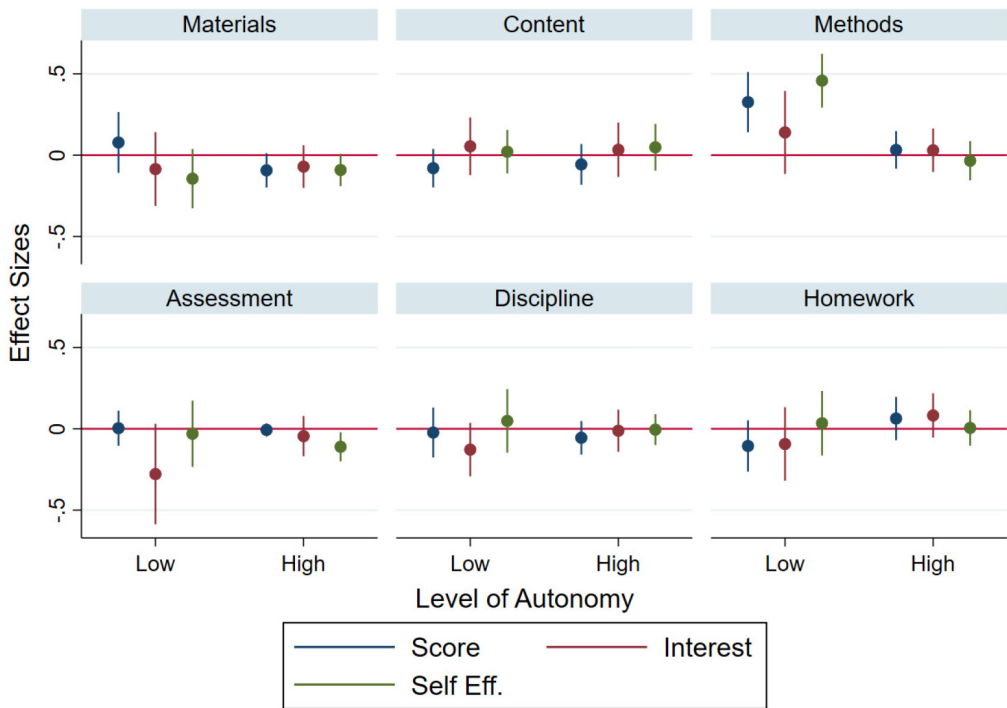 Materials
Content
Methods
.5
0
-.5
Assessment
Discipline
Homework
.5
0
-.5
Effect Sizes
Low
High
Low
High
Low
High
Level of Autonomy
Score
Interest
Self Eff.